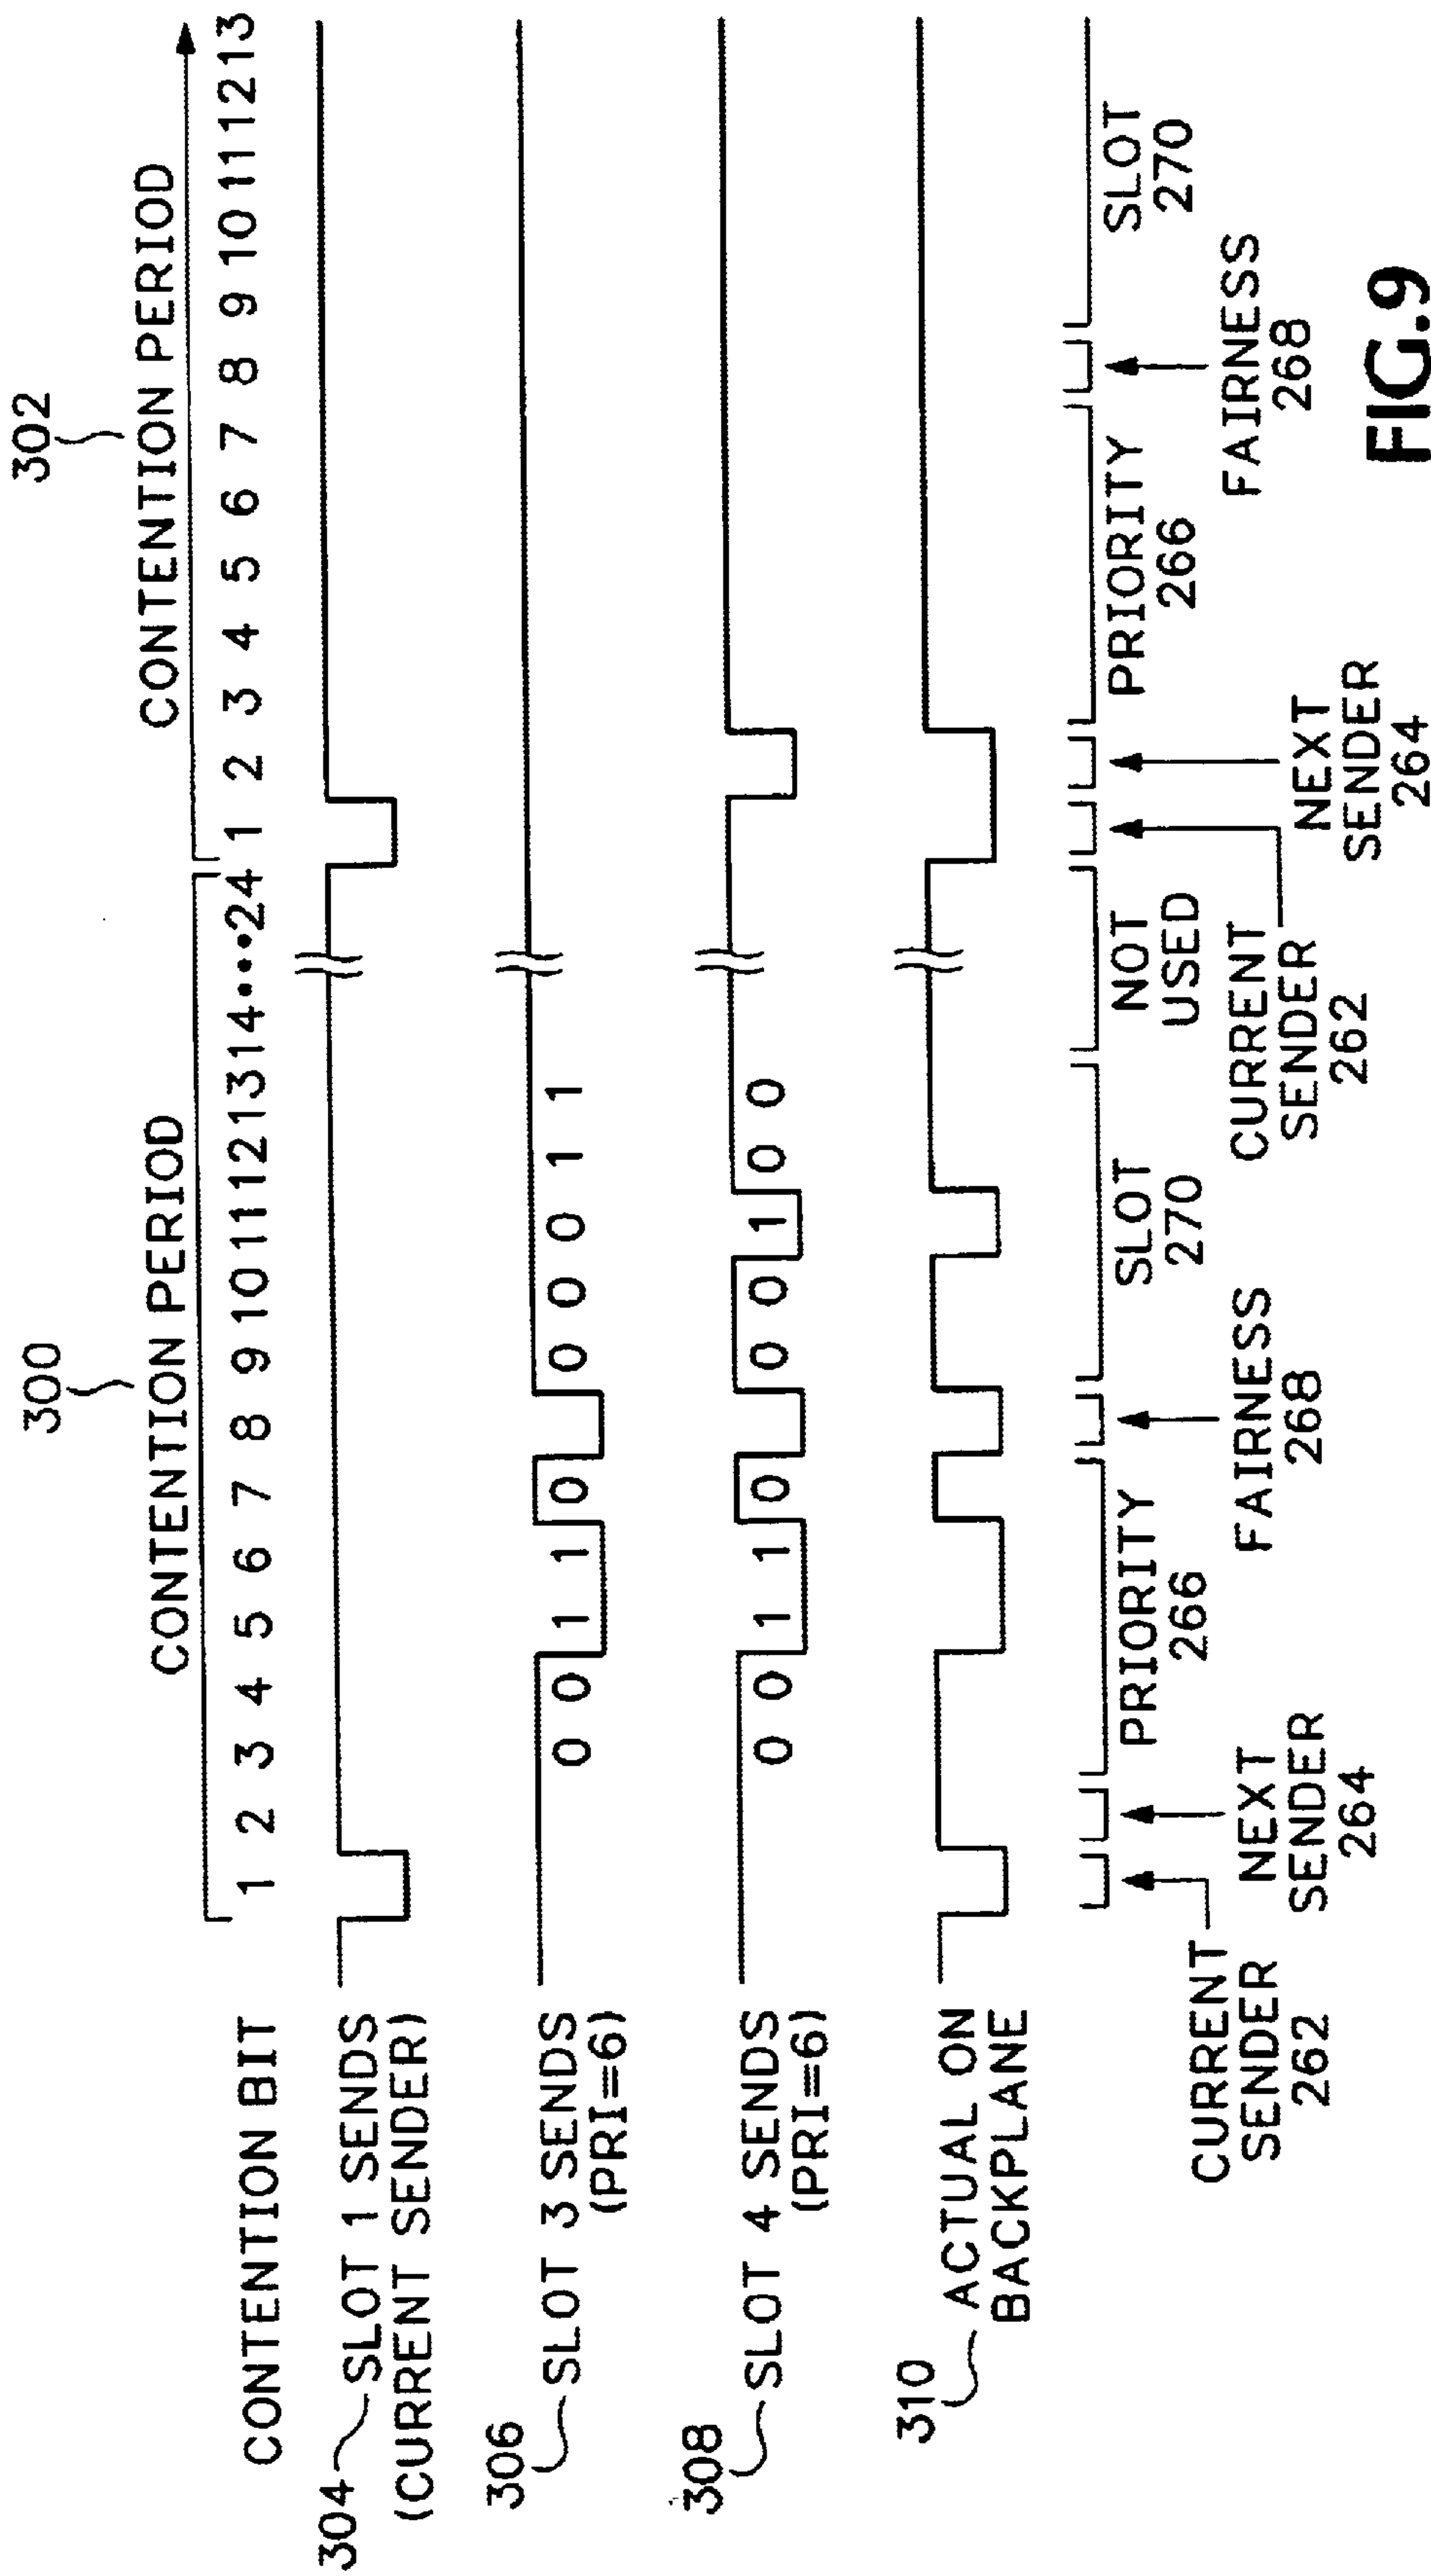 300
302
CONTENTION PERIOD
CONTENTION PERIOD
CONTENTION BIT
1 2 3 4 5 6 7 8 9 10 11 12 13 14•••24 1 2 3 4 5 6 7 8 9 10 11 12 13
304
SLOT 1 SENDS
(CURRENT SENDER)
306
SLOT 3 SENDS
(PRI=6)
0 0 1 1 0 0 0 0 1 1
308
SLOT 4 SENDS
(PRI=6)
0 0 1 1 0 0 0 1 0 0
310
ACTUAL ON
BACKPLANE
CURRENT
SENDER
262
NEXT
SENDER
264
PRIORITY
266
FAIRNESS
268
SLOT
270
NOT
USED
CURRENT
SENDER
262
NEXT
SENDER
264
PRIORITY
266
FAIRNESS
268
SLOT
270
FIG.9